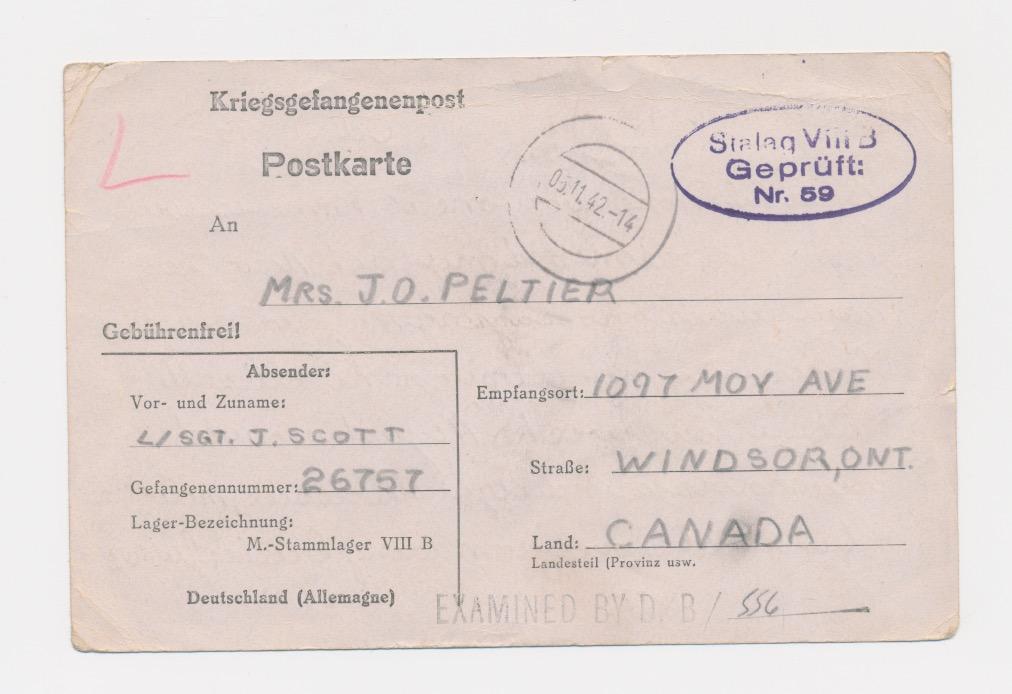 Kriegsgefangenenpost
Postkarte
Stalag VIII B
Geprüft:
Nr. 59
05.11.42.-14
An
MRS. J.O. PELTIER
Gebührenfrei!
Absender:
Vor- und Zuname:
L/SGT. J. SCOTT
Gefangenennummer: 26757
Lager-Bezeichnung:
M.-Stammlager VIII B
Deutschland (Allemagne)
Empfangsort: 1097 MOY AVE
Straße: WINDSOR, ONT.
Land: CANADA
Landesteil (Provinz usw.
EXAMINED BY D. B / 556